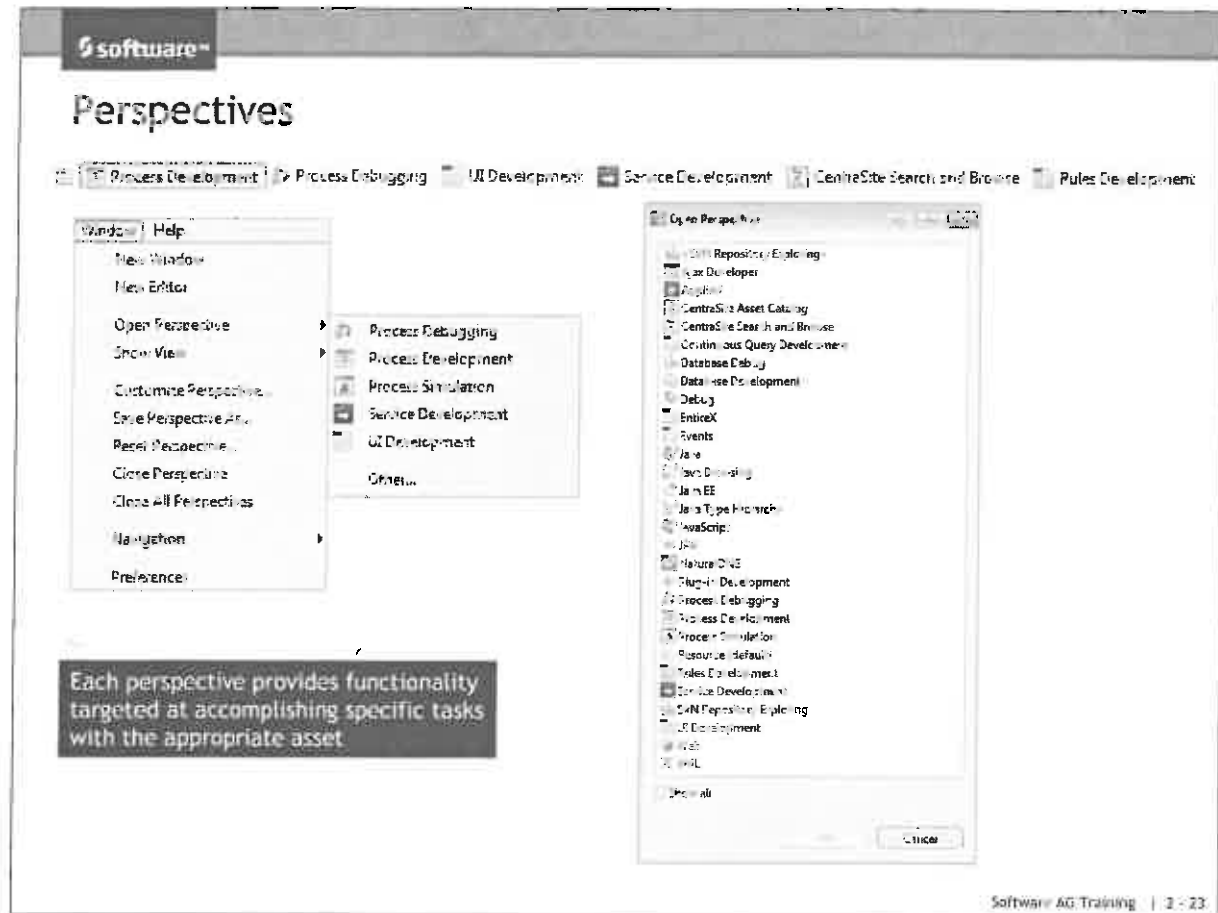 software
Perspectives
Process Development Process Debugging UI Development Service Development CentraSite Search and Browse Rules Development
Window Help
New Window
New Editor
Open Perspective
Show View
Customize Perspective...
Save Perspective As...
Reset Perspective...
Close Perspective
Close All Perspectives
Navigation
Preferences
Process Debugging
Process Development
Process Simulation
Service Development
UI Development
Other...
Each perspective provides functionality
targeted at accomplishing specific tasks
with the appropriate asset
Open Perspective
Repository Exploring
Ajax Developer
CentraSite Asset Catalog
CentraSite Search and Browse
Continuous Query Development
Database Debug
Database Development
Debug
EntireX
Events
Java
Java Browsing
Java EE
Java Type Hierarchy
JavaScript
JPA
NaturalONE
Plug-in Development
Process Debugging
Process Development
Process Simulation
Resource (default)
Rules Development
Service Development
SVN Repository Exploring
UI Development
Web
XML
Show all
Cancel
Software AG Training | 2 - 23